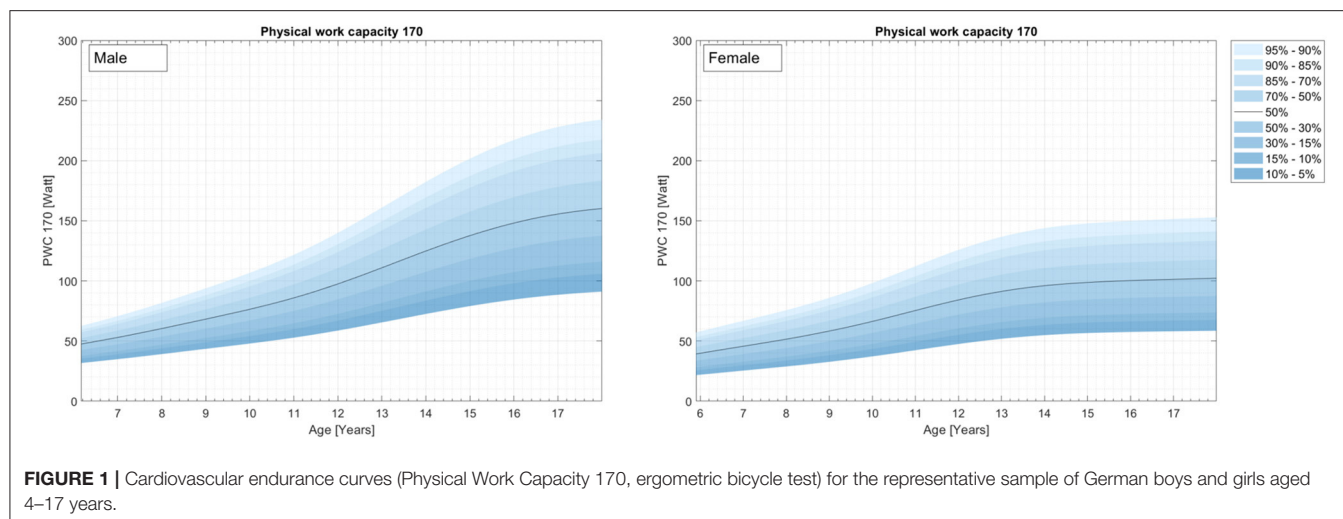 Physical work capacity 170
Male
300
250
200
150
100
50
0
PWC 170 [Watt]
7 8 9 10 11 12 13 14 15 16 17
Age [Years]
Physical work capacity 170
Female
300
250
200
150
100
50
0
PWC 170 [Watt]
6 7 8 9 10 11 12 13 14 15 16 17
Age [Years]
95% - 90%
90% - 85%
85% - 70%
70% - 50%
50%
50% - 30%
30% - 15%
15% - 10%
10% - 5%
FIGURE 1 | Cardiovascular endurance curves (Physical Work Capacity 170, ergometric bicycle test) for the representative sample of German boys and girls aged
4–17 years.